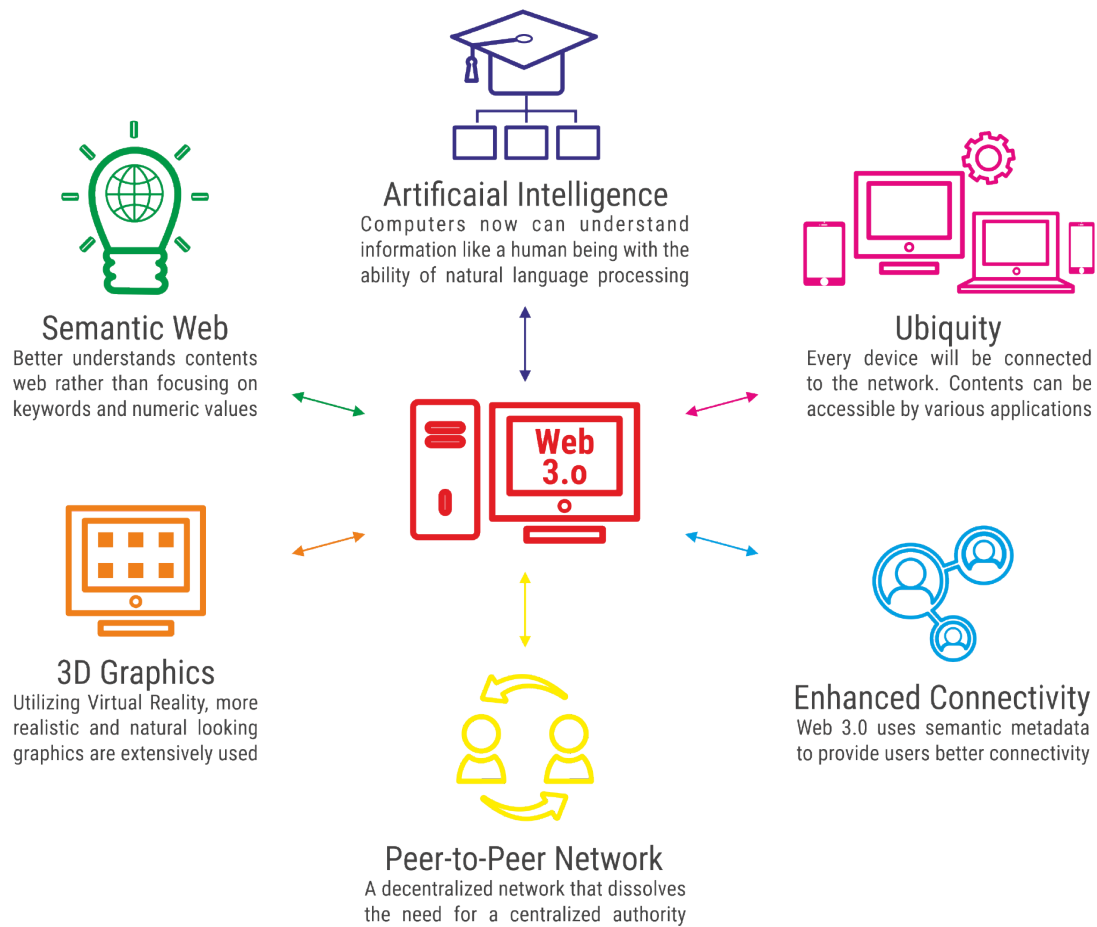 Artificaial Intelligence
Computers now can understand
information like a human being with the
ability of natural language processing
Semantic Web
Better understands contents
web rather than focusing on
keywords and numeric values
Ubiquity
Every device will be connected
to the network. Contents can be
accessible by various applications
Web
3.o
3D Graphics
Utilizing Virtual Reality, more
realistic and natural looking
graphics are extensively used
Enhanced Connectivity
Web 3.0 uses semantic metadata
to provide users better connectivity
Peer-to-Peer Network
A decentralized network that dissolves
the need for a centralized authority